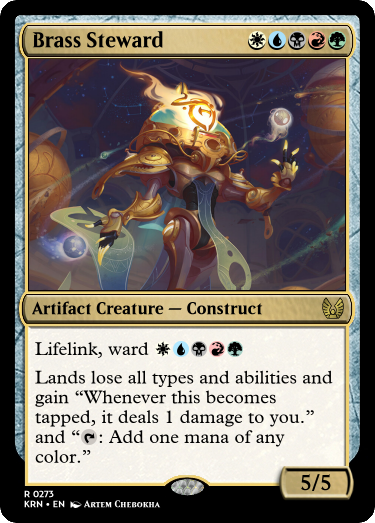 Brass Steward
Artifact Creature — Construct
Lifelink, ward
Lands lose all types and abilities and
gain “Whenever this becomes
tapped, it deals 1 damage to you.”
and “: Add one mana of any
color.”
5/5
R 0273
KRN • EN Artem Chebokha